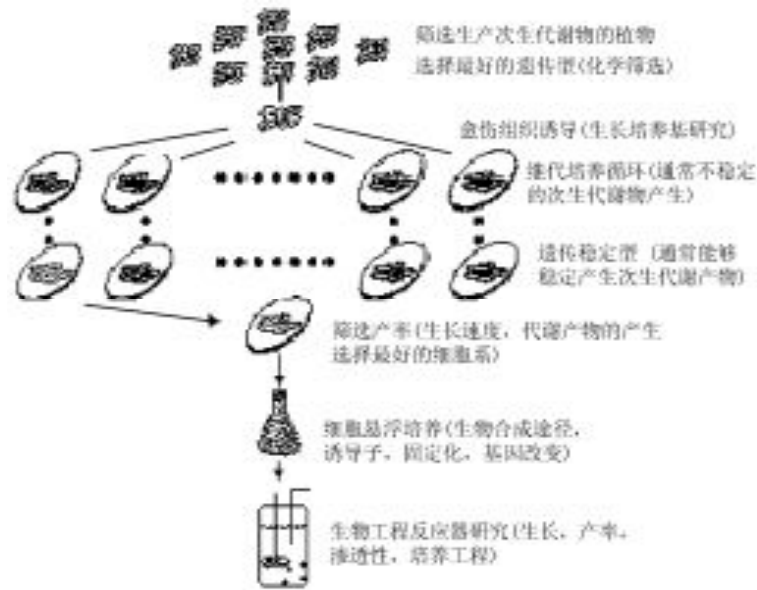 筛选生产次生代谢物的植物
选择最好的遗传型(化学筛选)
愈伤组织诱导(生长培养基研究)
继代培养循环(通常不稳定
的次生代谢物产生)
遗传稳定型 (通常能够
稳定产生次生代谢产物)
筛选产率(生长速度，代谢产物的产生
选择最好的细胞系)
细胞悬浮培养(生物合成途径，
诱导子，固定化，基因改变)
生物工程反应器研究(生长，产率，
渗透性，培养工程)